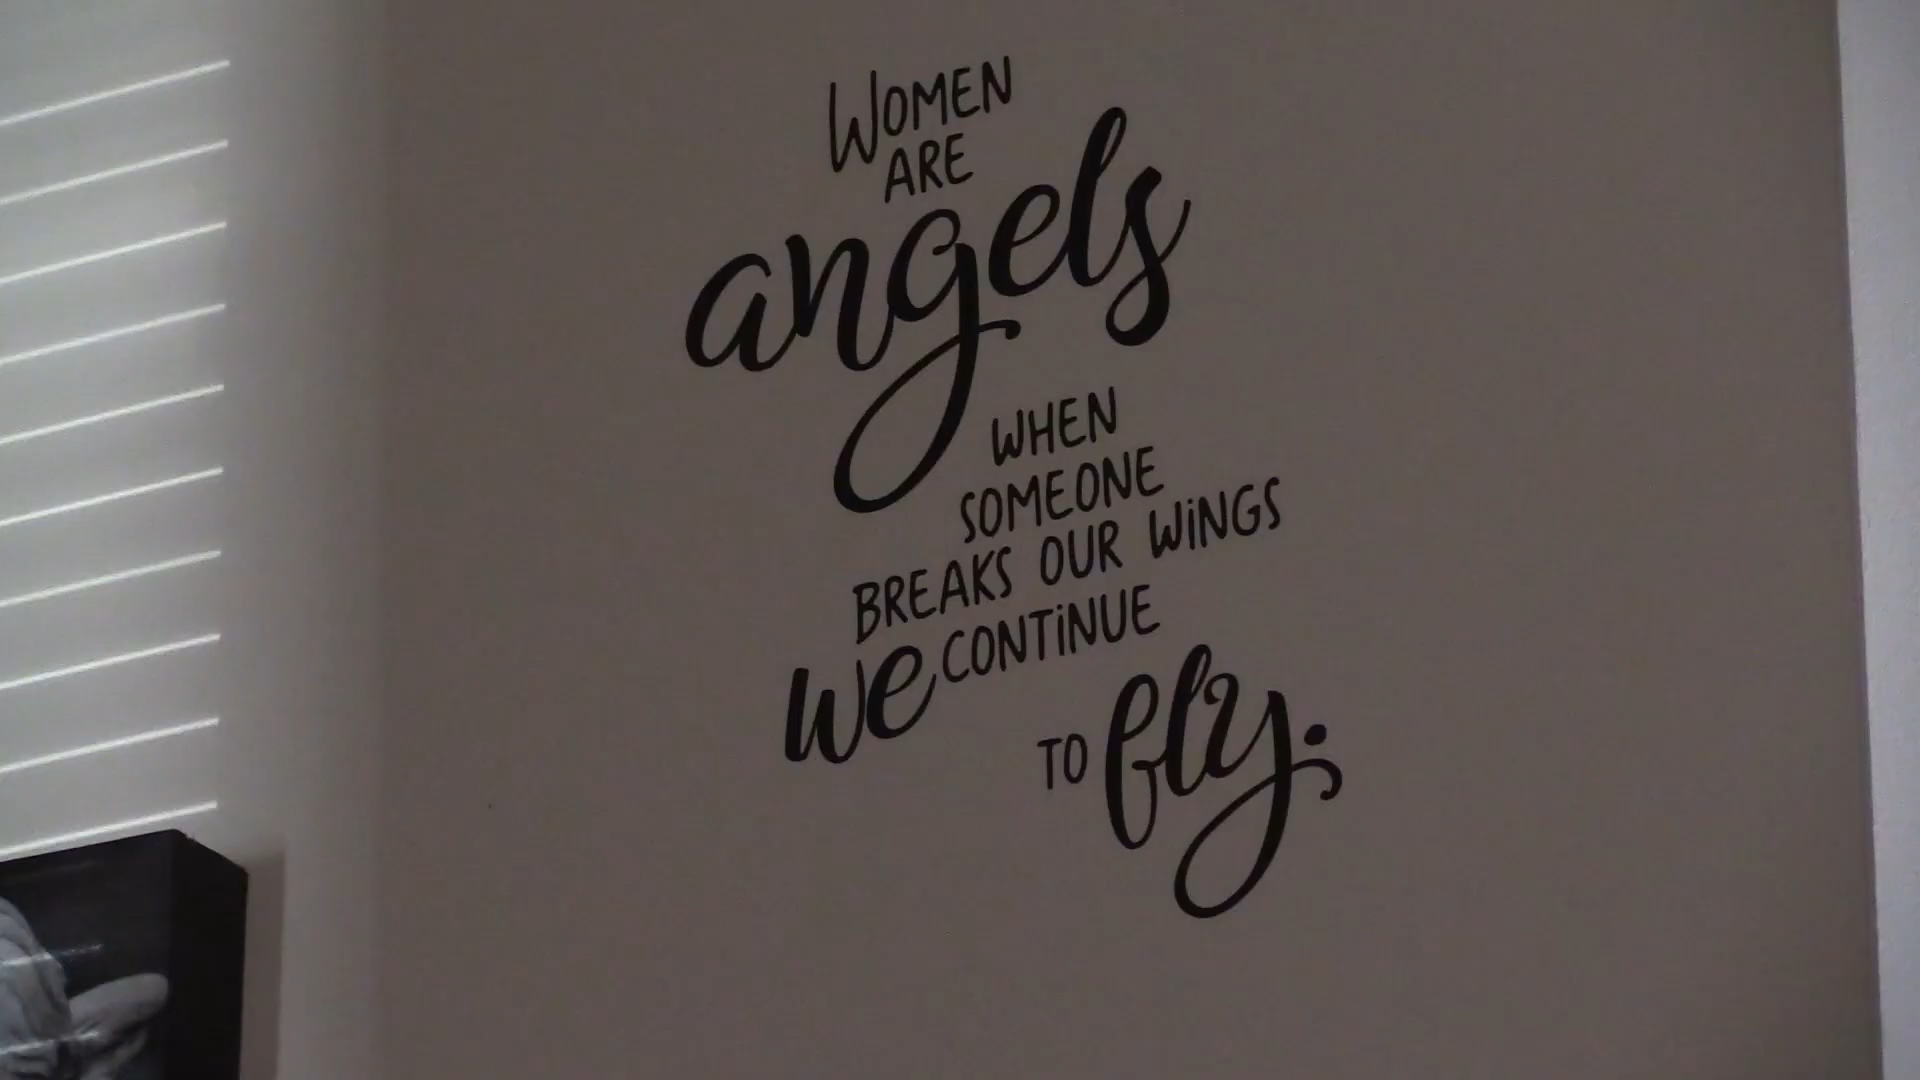 WOMEN
ARE
angels
WHEN
SOMEONE
BREAKS OUR WiNGS
we CONTiNUE
TO fly.